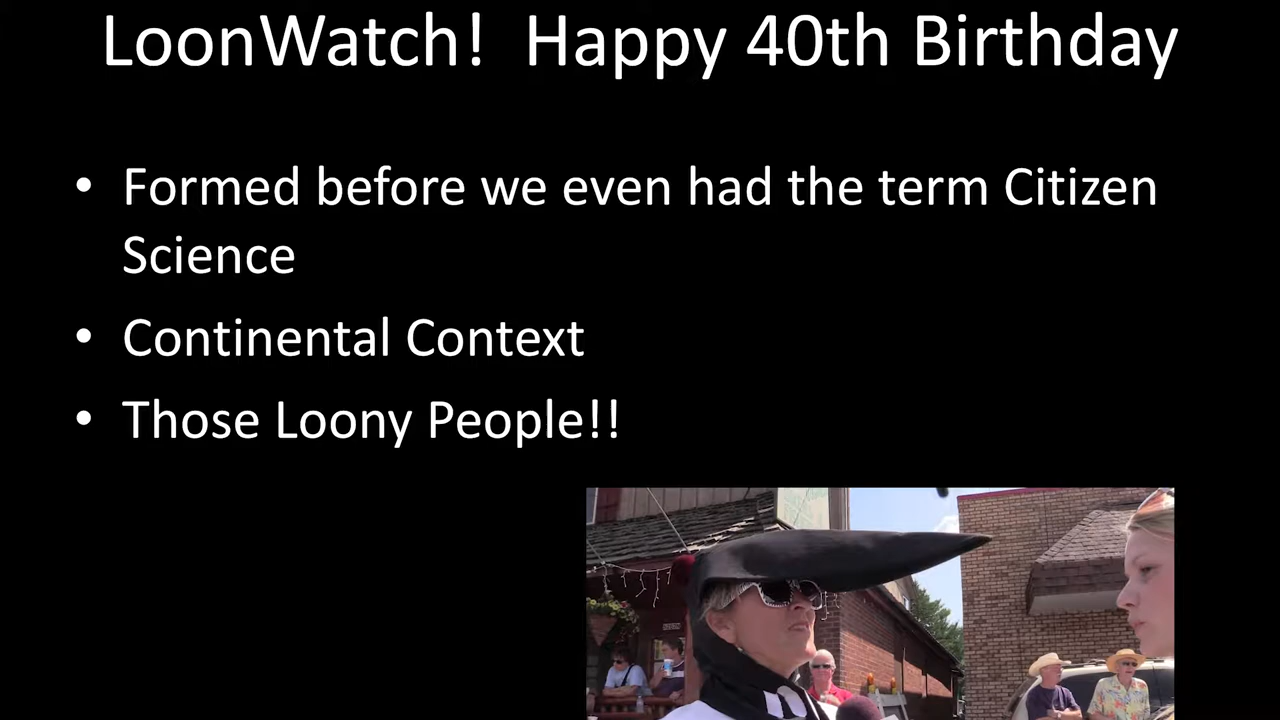 LoonWatch! Happy 40th Birthday
• Formed before we even had the term Citizen
Science
• Continental Context
• Those Loony People!!